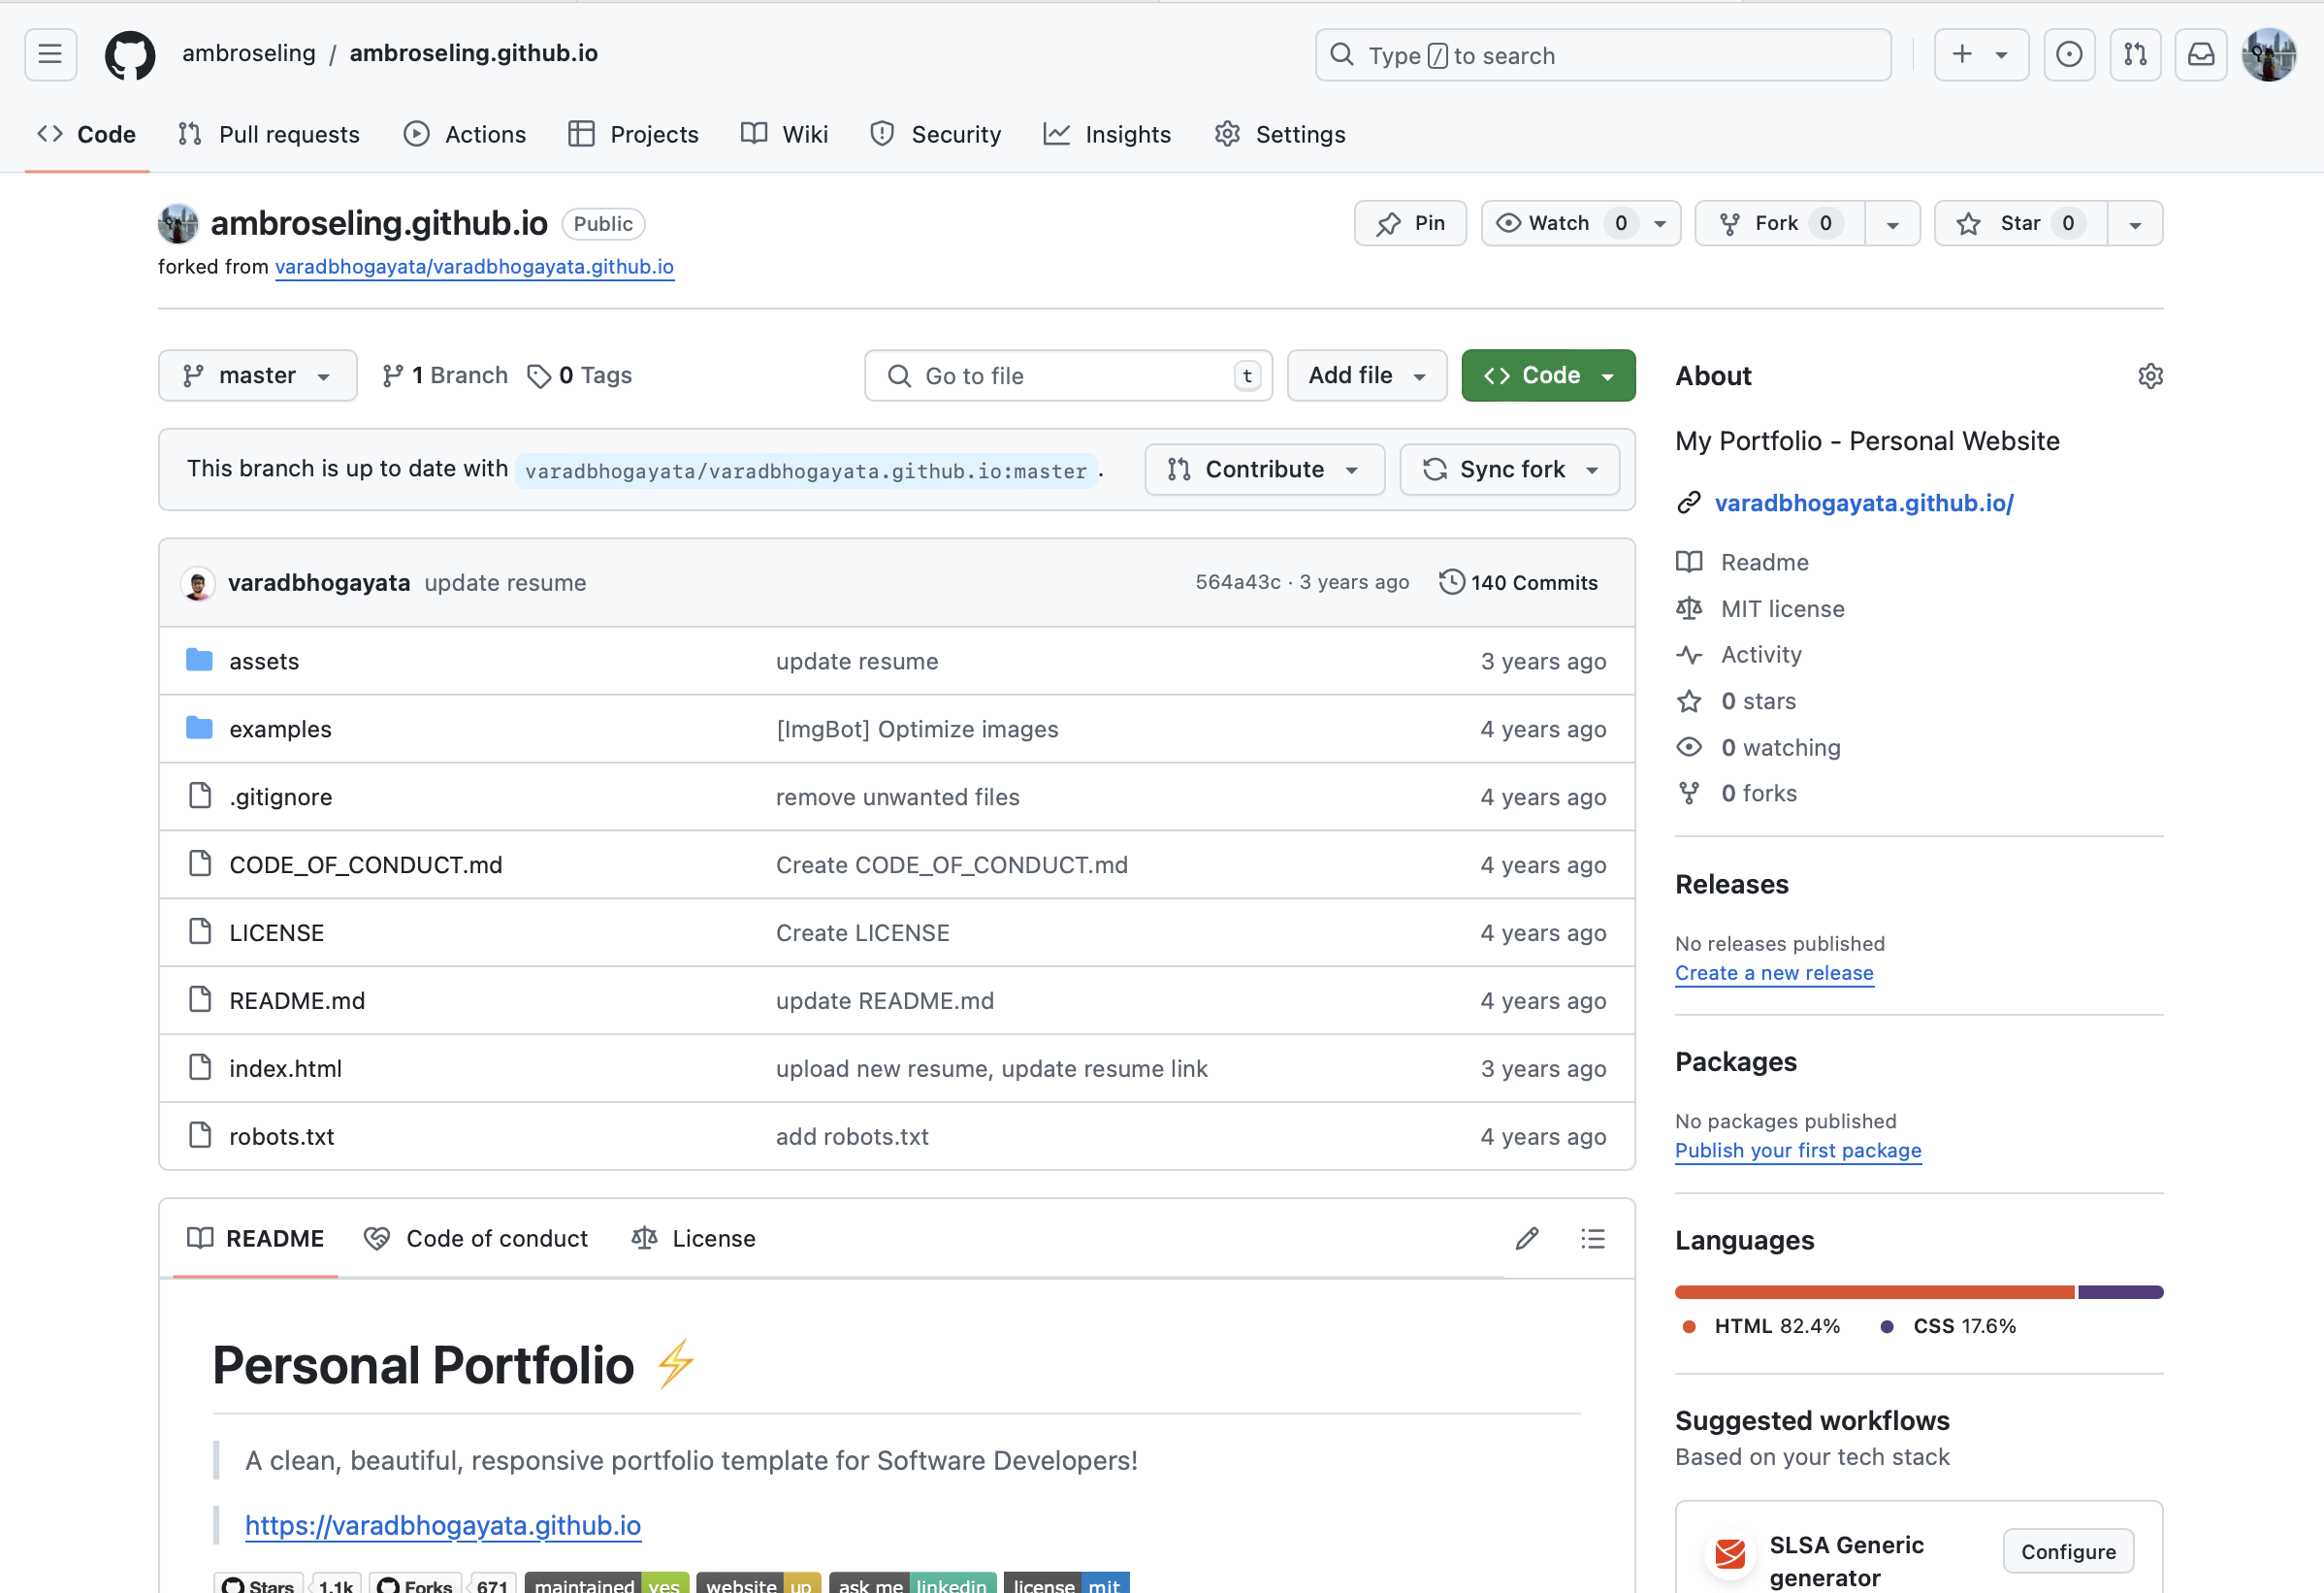 ambroseling / ambroseling.github.io
Type / to search
Code Pull requests Actions Projects Wiki Security Insights Settings
ambroseling.github.io Public
Pin Watch 0 Fork 0 Star 0
forked from varadbhogayata/varadbhogayata.github.io
master 1 Branch 0 Tags Go to file t Add file Code
This branch is up to date with varadbhogayata/varadbhogayata.github.io:master . Contribute Sync fork
varadbhogayata update resume 564a43c · 3 years ago 140 Commits
assets update resume 3 years ago
examples [ImgBot] Optimize images 4 years ago
.gitignore remove unwanted files 4 years ago
CODE_OF_CONDUCT.md Create CODE_OF_CONDUCT.md 4 years ago
LICENSE Create LICENSE 4 years ago
README.md update README.md 4 years ago
index.html upload new resume, update resume link 3 years ago
robots.txt add robots.txt 4 years ago
README Code of conduct License
Personal Portfolio ⚡
A clean, beautiful, responsive portfolio template for Software Developers!
https://varadbhogayata.github.io
Stars 1.1k Forks 671 maintained yes website up ask me linkedin license mit
About
My Portfolio - Personal Website
varadbhogayata.github.io/
Readme
MIT license
Activity
0 stars
0 watching
0 forks
Releases
No releases published
Create a new release
Packages
No packages published
Publish your first package
Languages
HTML 82.4% CSS 17.6%
Suggested workflows
Based on your tech stack
SLSA Generic
generator
Configure